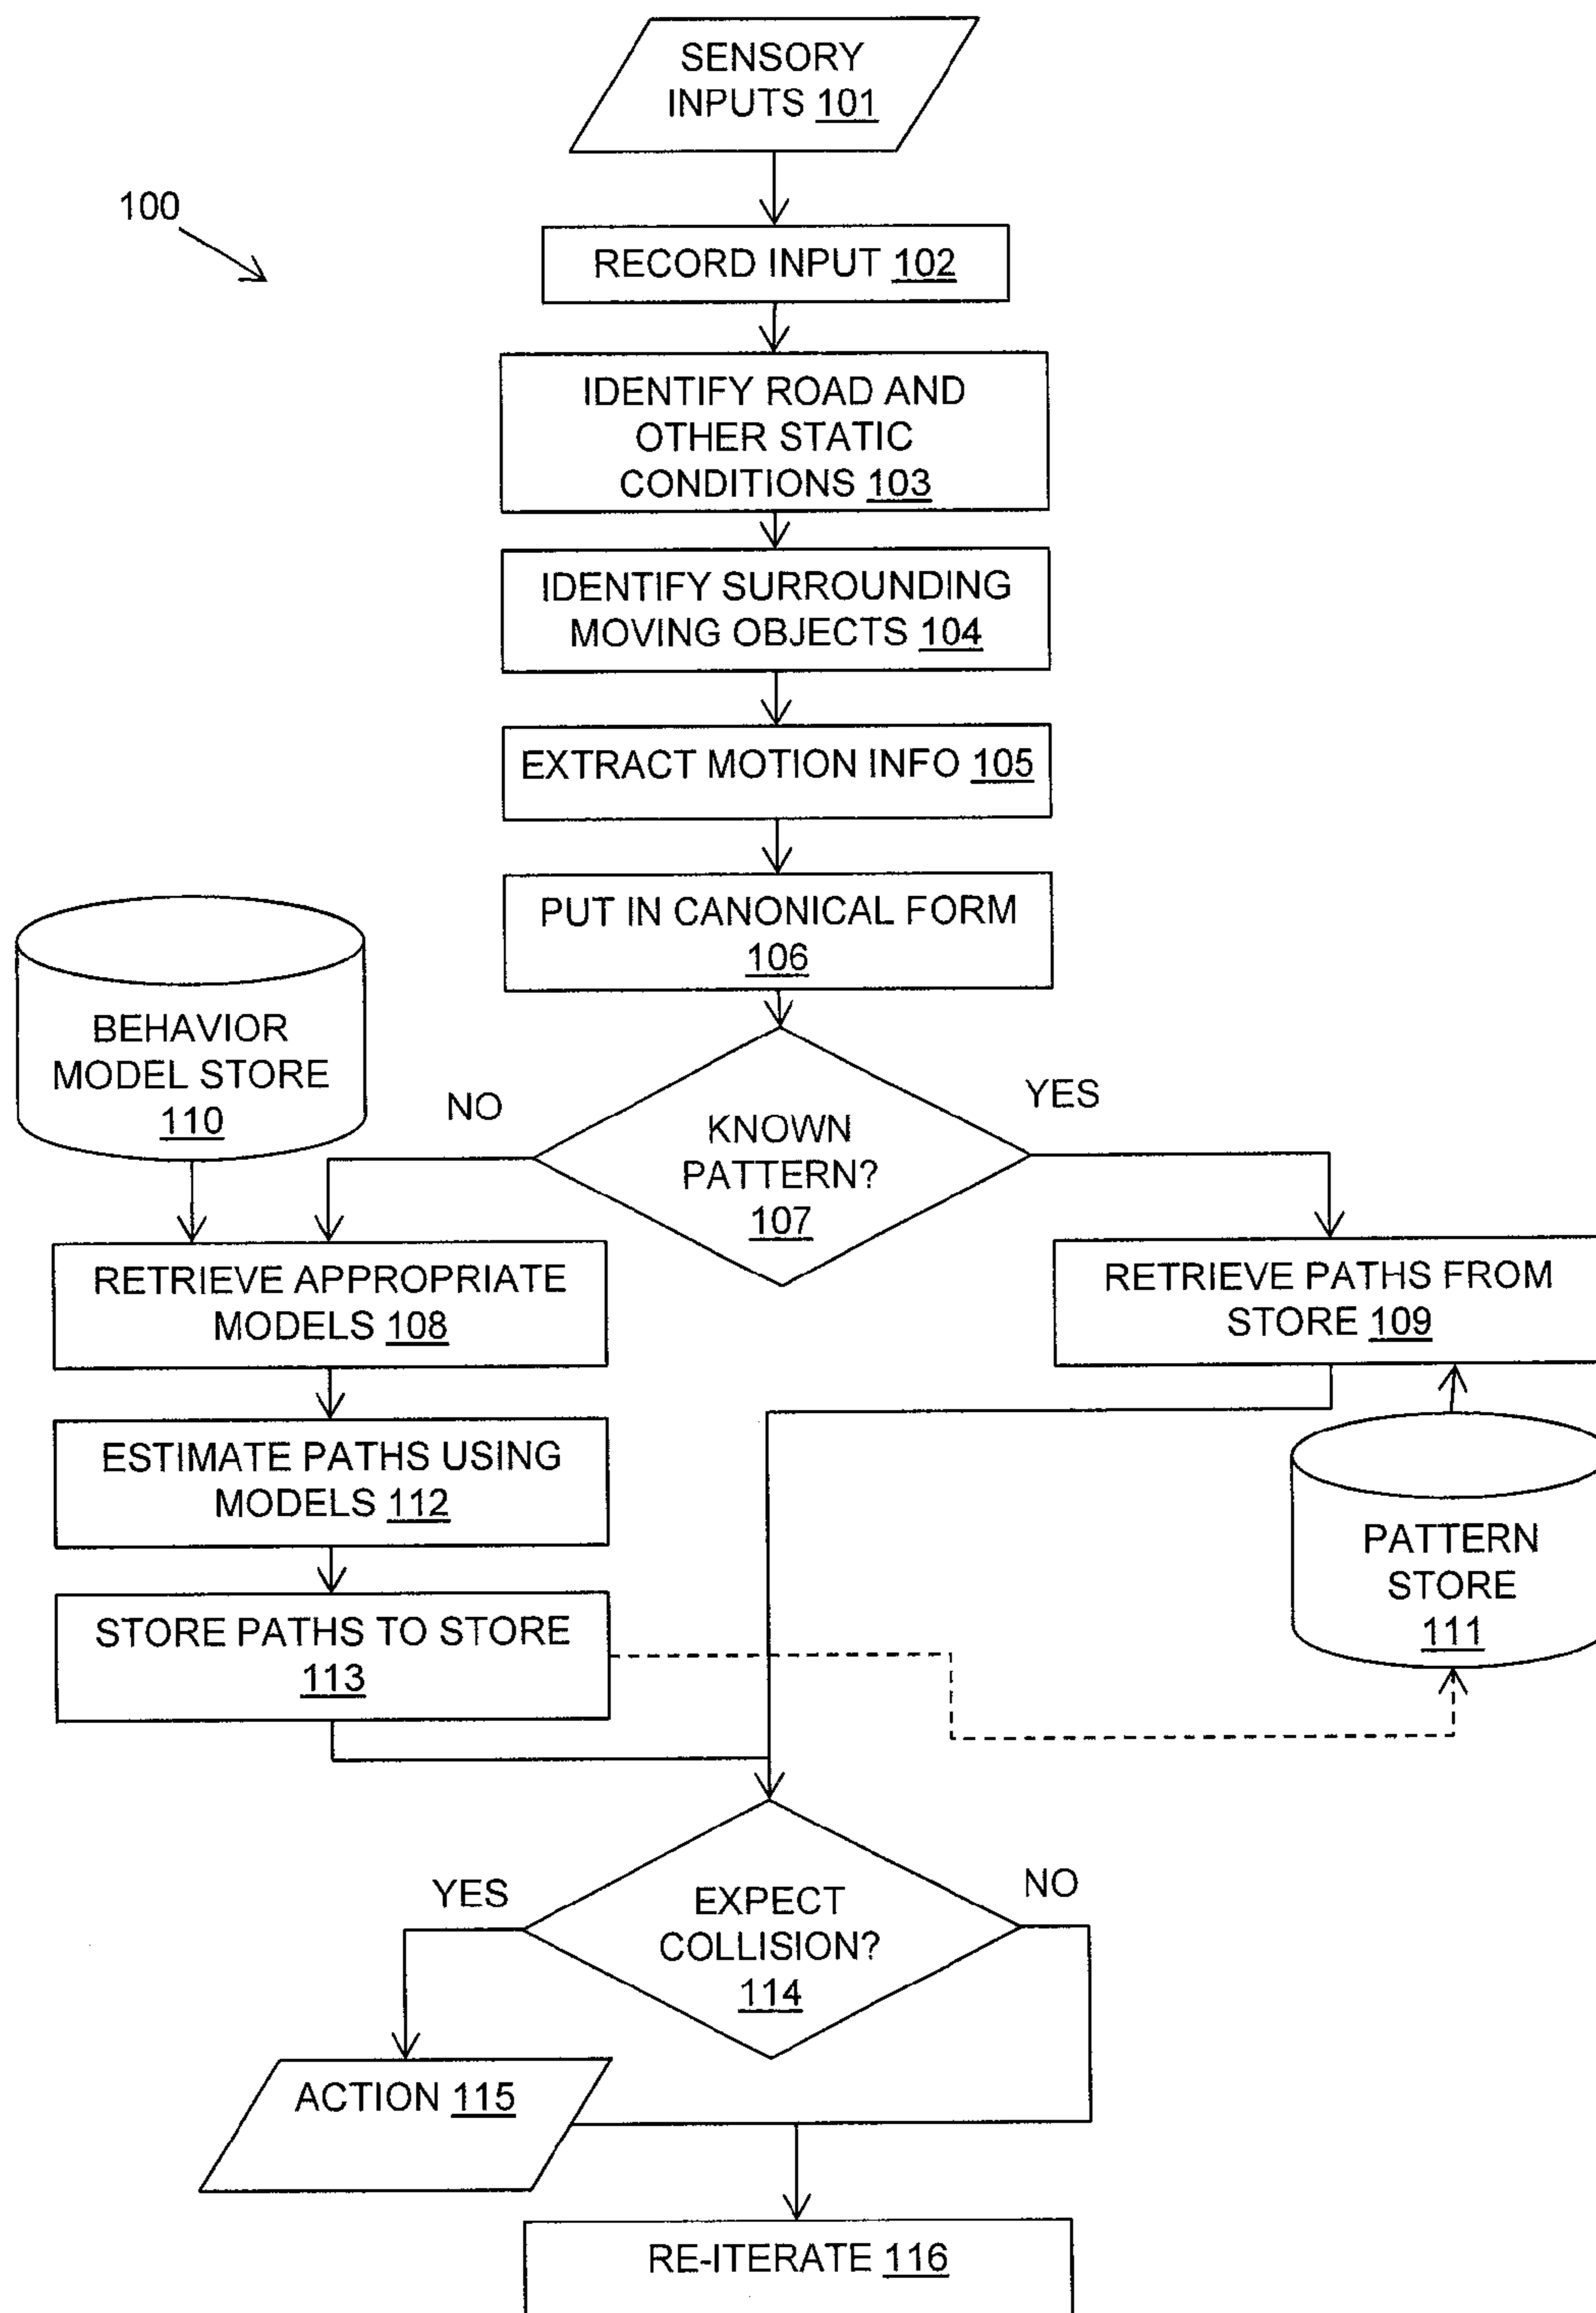 SENSORY
INPUTS 101
100
RECORD INPUT 102
IDENTIFY ROAD AND
OTHER STATIC
CONDITIONS 103
IDENTIFY SURROUNDING
MOVING OBJECTS 104
EXTRACT MOTION INFO 105
PUT IN CANONICAL FORM
106
BEHAVIOR
MODEL STORE
110
NO
YES
KNOWN
PATTERN?
107
RETRIEVE APPROPRIATE
MODELS 108
RETRIEVE PATHS FROM
STORE 109
ESTIMATE PATHS USING
MODELS 112
PATTERN
STORE
111
STORE PATHS TO STORE
113
YES
NO
EXPECT
COLLISION?
114
ACTION 115
RE-ITERATE 116